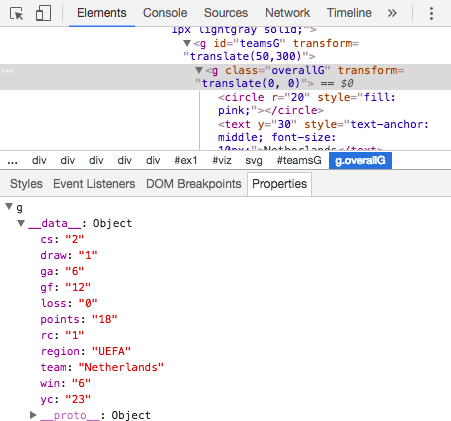 Elements Console Sources Network Timeline »
1px lightgray solid;">
▼<g id="teamsG" transform=
"translate(50,300)">
… ▼<g class="overallG" transform=
"translate(0, 0)"> == $0
<circle r="20" style="fill:
pink;"></circle>
<text y="30" style="text-anchor:
middle; font-size:
10px;">Netherlands</text
... div div div #ex1 #viz svg #teamsG g.overallG
Styles Event Listeners DOM Breakpoints Properties
▼g
▼__data__: Object
cs: "2"
draw: "1"
ga: "6"
gf: "12"
loss: "0"
points: "18"
rc: "1"
region: "UEFA"
team: "Netherlands"
win: "6"
yc: "23"
▶__proto__: Object